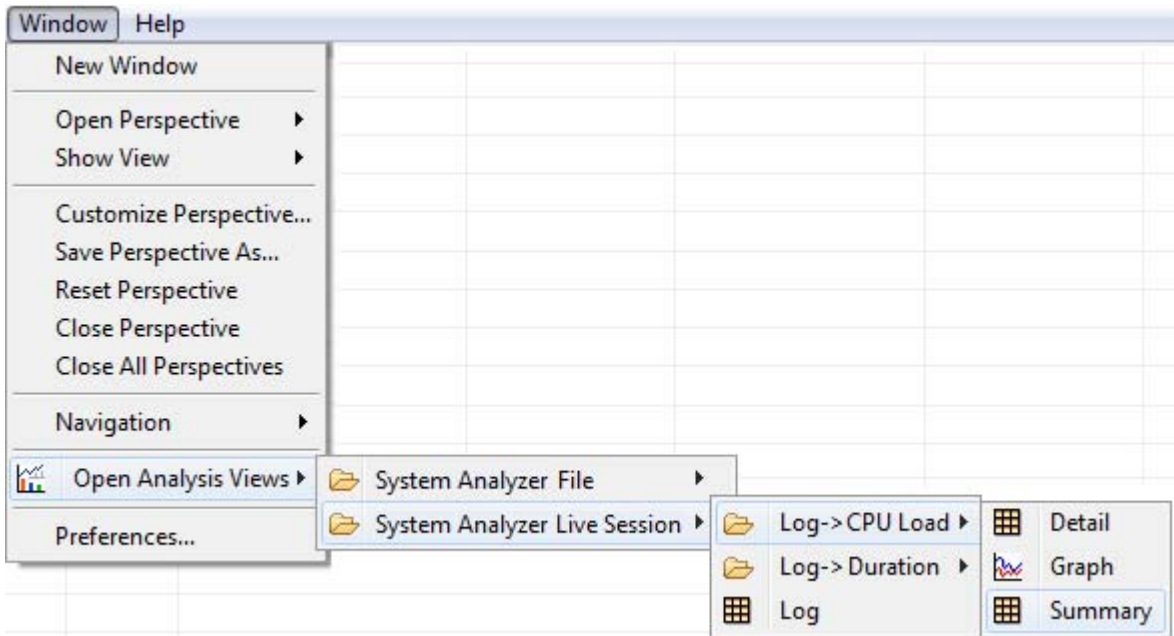 Window Help
New Window
Open Perspective
Show View
Customize Perspective...
Save Perspective As...
Reset Perspective
Close Perspective
Close All Perspectives
Navigation
Open Analysis Views
Preferences...
System Analyzer File
System Analyzer Live Session
Log->CPU Load
Log->Duration
Log
Detail
Graph
Summary